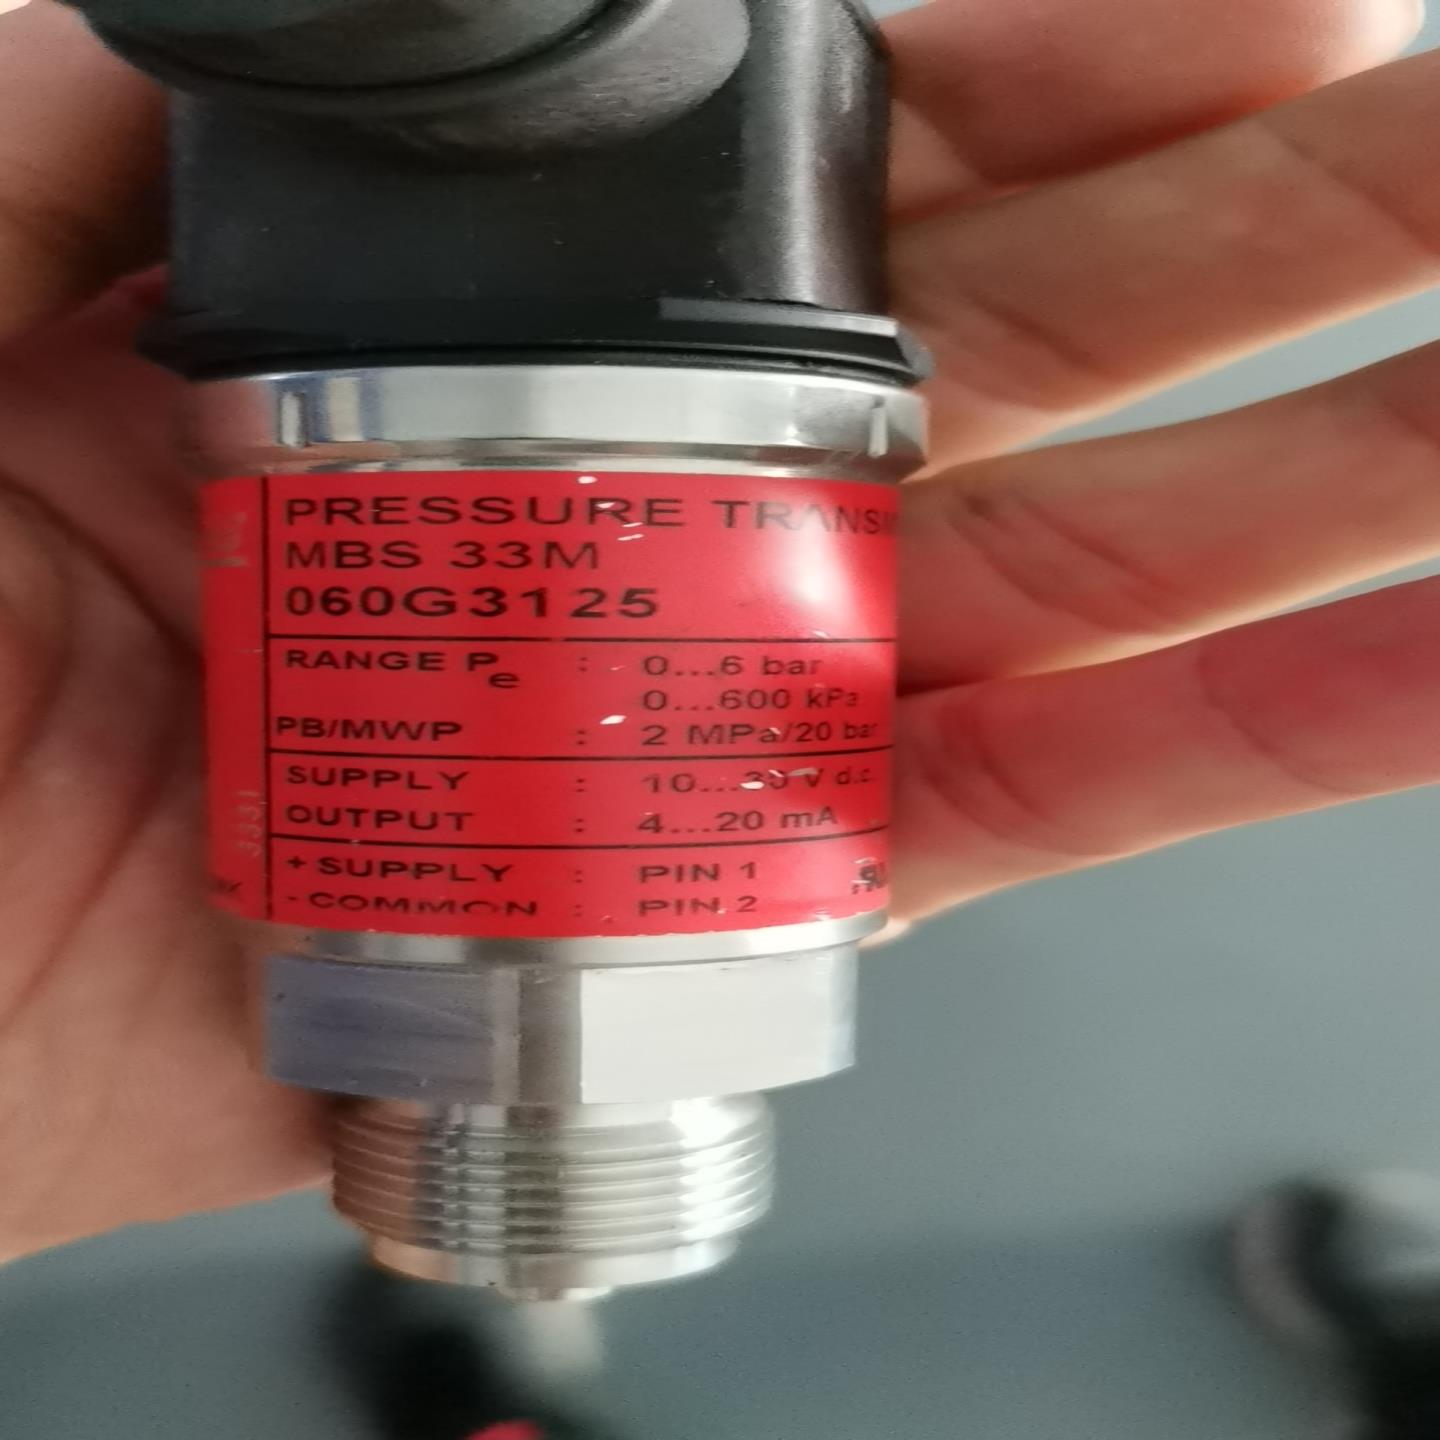 PRESSURE
MBS 33M
060G3125
RANGE Pe : 0...6 bar
0...600 kPa
PB/MWP : 2 MPa/20 bar
SUPPLY : 10...30 V d.c.
OUTPUT : 4...20 mA
+ SUPPLY : PIN 1
- COMMON : PIN 2